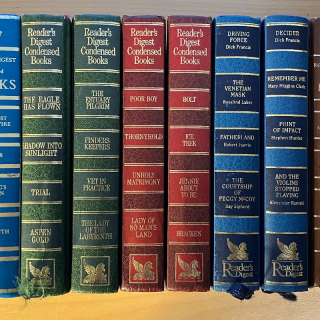 Reader's
Digest
Condensed
Books
THE EAGLE
HAS FLOWN
SHADOW INTO
SUNLIGHT
TRIAL
ASPEN
GOLD
Reader's
Digest
Condensed
Books
THE
ESTUARY
PILGRIM
FINDERS
KEEPERS
VET IN
PRACTICE
THE LADY OF THE
LABYRINTH
Reader's
Digest
Condensed
Books
POOR BOY
THORNYHOLD
UNHOLY
MATRIMONY
LADY OF
NO MAN'S
LAND
Reader's
Digest
Condensed
Books
BOLT
ICE
TREK
JENNIE
ABOUT
TO BE
BRACKEN
DRIVING
FORCE
Dick Francis
THE
VENETIAN
MASK
Rosalind Laker
FATHERLAND
Robert Harris
THE
COURTSHIP
OF
PEGGY McCOY
Ray Sipherd
Reader's
Digest
DECIDER
Dick Francis
REMEMBER ME
Mary Higgins Clark
POINT OF
IMPACT
Stephen Hunter
AND THE
VIOLINS
STOPPED
PLAYING
Alexander Ramati
Reader's
Digest